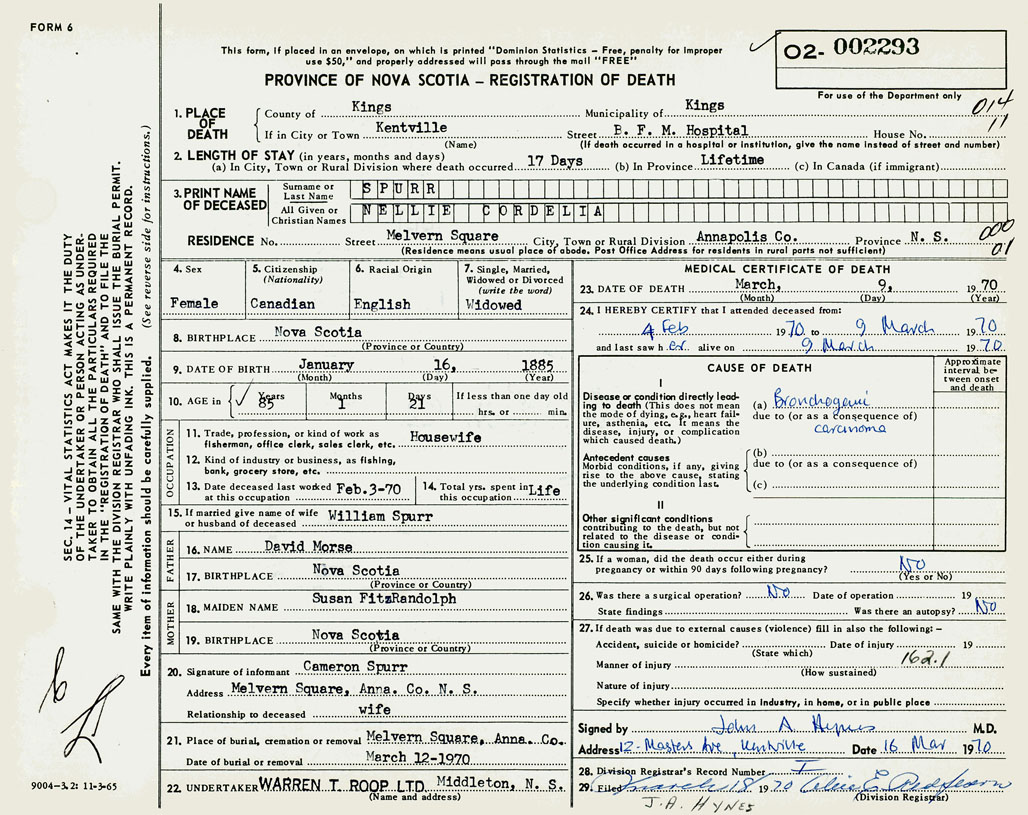 FORM 6
This form, if placed in an envelope, on which is printed "Dominion Statistics – Free, penalty for improper
use $50," and properly addressed will pass through the mail "FREE"
PROVINCE OF NOVA SCOTIA – REGISTRATION OF DEATH
02- 002293
For use of the Department only
014
11
1. PLACE OF DEATH
County of Kings Municipality of Kings
If in City or Town Kentville Street B. F. M. Hospital House No.
(Name) (If death occurred in a hospital or institution, give the name instead of street and number)
2. LENGTH OF STAY (in years, months and days)
(a) In City, Town or Rural Division where death occurred 17 Days (b) In Province Lifetime (c) In Canada (if immigrant)
3. PRINT NAME OF DECEASED
Surname or Last Name SPURR
All Given or Christian Names NELLIE CORDELIA
RESIDENCE No. Street Melvern Square City, Town or Rural Division Annapolis Co. Province N. S.
(Residence means usual place of abode. Post Office Address for residents in rural parts not sufficient)
000
01
4. Sex
Female
5. Citizenship
(Nationality)
Canadian
6. Racial Origin
English
7. Single, Married,
Widowed or Divorced
(write the word)
Widowed
8. BIRTHPLACE Nova Scotia
(Province or Country)
9. DATE OF BIRTH January 16, 1885
(Month) (Day) (Year)
10. AGE in Years Months Days If less than one day old
85 1 21 hrs. or min.
OCCUPATION
11. Trade, profession, or kind of work as Housewife
fisherman, office clerk, sales clerk, etc.
12. Kind of industry or business, as fishing,
bank, grocery store, etc.
13. Date deceased last worked at this occupation Feb.3-70
14. Total yrs. spent in this occupation Life
15. If married give name of wife William Spurr
or husband of deceased
FATHER
16. NAME David Morse
17. BIRTHPLACE Nova Scotia
(Province or Country)
MOTHER
18. MAIDEN NAME Susan FitzRandolph
19. BIRTHPLACE Nova Scotia
(Province or Country)
20. Signature of informant Cameron Spurr
Address Melvern Square, Anna. Co. N. S.
Relationship to deceased wife
21. Place of burial, cremation or removal Melvern Square, Anna. Co.
Date of burial or removal March 12-1970
22. UNDERTAKER WARREN T. ROOP LTD. Middleton, N. S.
(Name and address)
MEDICAL CERTIFICATE OF DEATH
23. DATE OF DEATH March, 9, 1970
(Month) (Day) (Year)
24. I HEREBY CERTIFY that I attended deceased from:
4 Feb 1970 to 9 March 1970
and last saw her alive on 9 March 1970
CAUSE OF DEATH
Approximate
interval be-
tween onset
and death
I
Disease or condition directly lead-
ing to death (This does not mean
the mode of dying, e.g., heart fail-
ure, asthenia, etc. It means the
disease, injury, or complication
which caused death.)
(a) Bronchogenic
due to (or as a consequence of)
carcinoma
Antecedent causes
Morbid conditions, if any, giving
rise to the above cause, stating
the underlying condition last.
(b)
due to (or as a consequence of)
(c)
II
Other significant conditions
contributing to the death, but not
related to the disease or condi-
tion causing it.
25. If a woman, did the death occur either during
pregnancy or within 90 days following pregnancy? No
(Yes or No)
26. Was there a surgical operation? No Date of operation 19
State findings Was there an autopsy? No
27. If death was due to external causes (violence) fill in also the following: –
Accident, suicide or homicide? Date of injury 19
(State which)
162.1
Manner of injury
(How sustained)
Nature of injury
Specify whether injury occurred in Industry, in home, or in public place
Signed by John A Hynes M.D.
Address 12- Masters Ave, Kentville Date 16 Mar 1970
28. Division Registrar's Record Number I
29. Filed March 18 1970
(Division Registrar)
J.A. HYNES
SEC. 14 – VITAL STATISTICS ACT MAKES IT THE DUTY
OF THE UNDERTAKER OR PERSON ACTING AS UNDER-
TAKER TO OBTAIN ALL THE PARTICULARS REQUIRED
IN THE "REGISTRATION OF DEATH" AND TO FILE THE
SAME WITH THE DIVISION REGISTRAR WHO SHALL ISSUE THE BURIAL PERMIT.
WRITE PLAINLY WITH UNFADING INK. THIS IS A PERMANENT RECORD.
Every item of information should be carefully supplied. (See reverse side for instructions.)
9004–3.2: 11-3-65